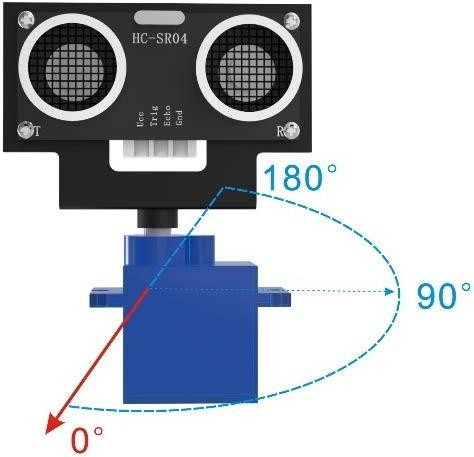 HC-SR04
Vcc
Trig
Echo
Gnd
T
R
180°
90°
0°